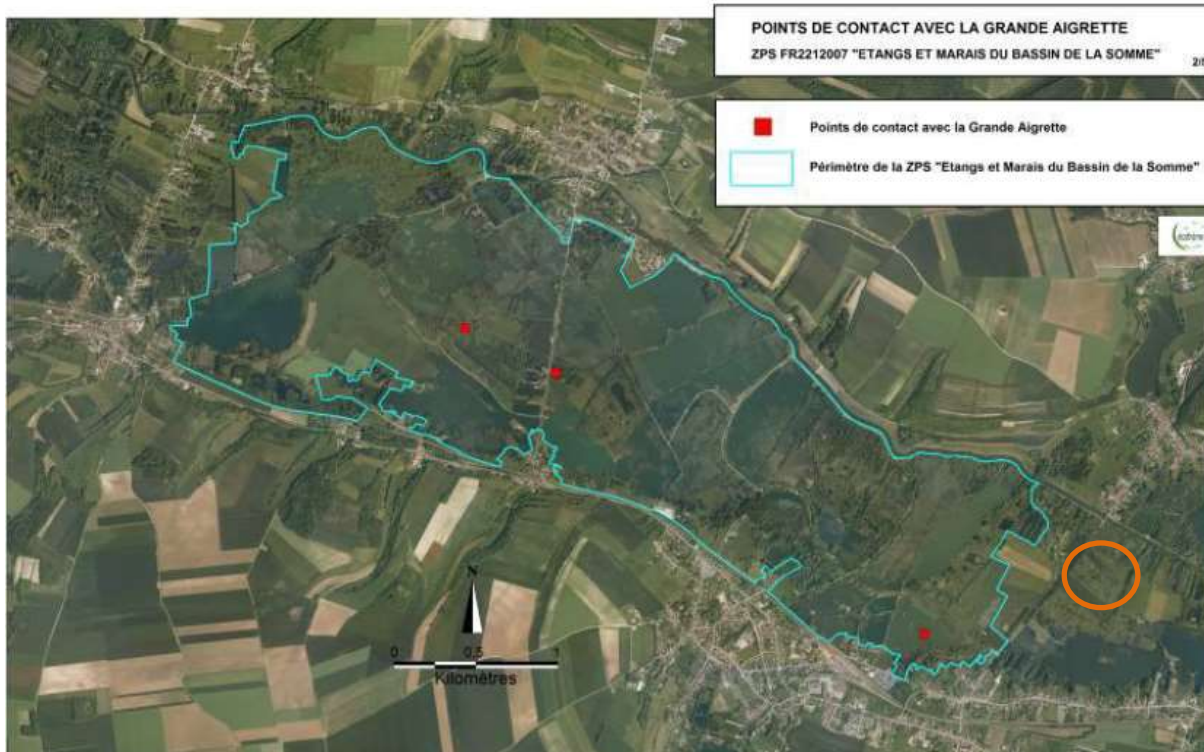 POINTS DE CONTACT AVEC LA GRANDE AIGRETTE
ZPS FR2212007 "ETANGS ET MARAIS DU BASSIN DE LA SOMME"
Points de contact avec la Grande Aigrette
Périmètre de la ZPS "Etangs et Marais du Bassin de la Somme"
N
0 0,5 1
Kilomètres